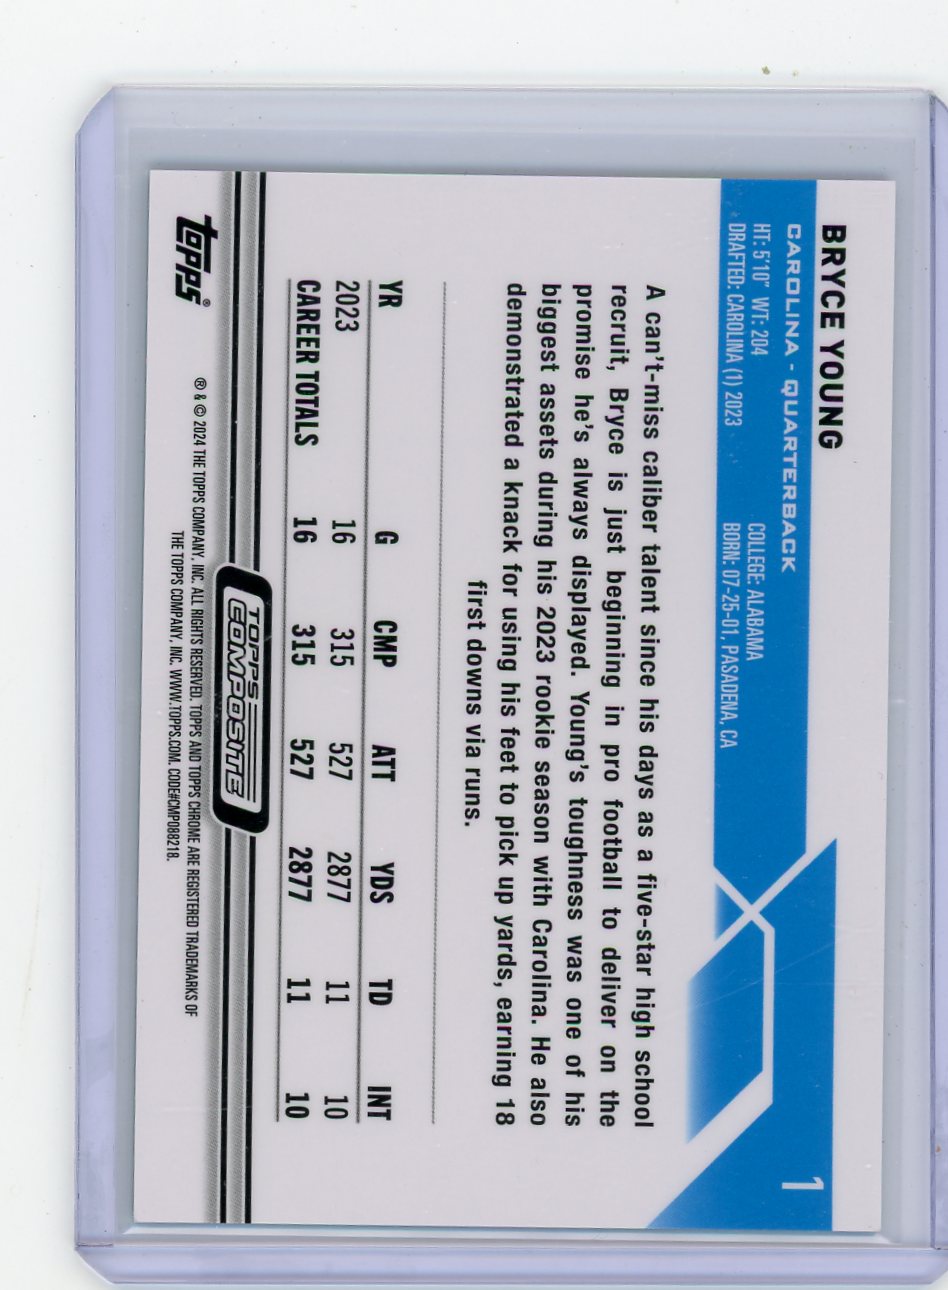 BRYCE YOUNG
1
CAROLINA - QUARTERBACK
HT: 5'10" WT: 204 COLLEGE: ALABAMA
DRAFTED: CAROLINA (1) 2023 BORN: 07-25-01, PASADENA, CA
A can't-miss caliber talent since his days as a five-star high school
recruit, Bryce is just beginning in pro football to deliver on the
promise he's always displayed. Young's toughness was one of his
biggest assets during his 2023 rookie season with Carolina. He also
demonstrated a knack for using his feet to pick up yards, earning 18
first downs via runs.
YR G CMP ATT YDS TD INT
2023 16 315 527 2877 11 10
CAREER TOTALS 16 315 527 2877 11 10
TOPPS
COMPOSITE
topps®
® & © 2024 THE TOPPS COMPANY, INC. ALL RIGHTS RESERVED. TOPPS AND TOPPS CHROME ARE REGISTERED TRADEMARKS OF
THE TOPPS COMPANY, INC. WWW.TOPPS.COM. CODE#CMP088218.